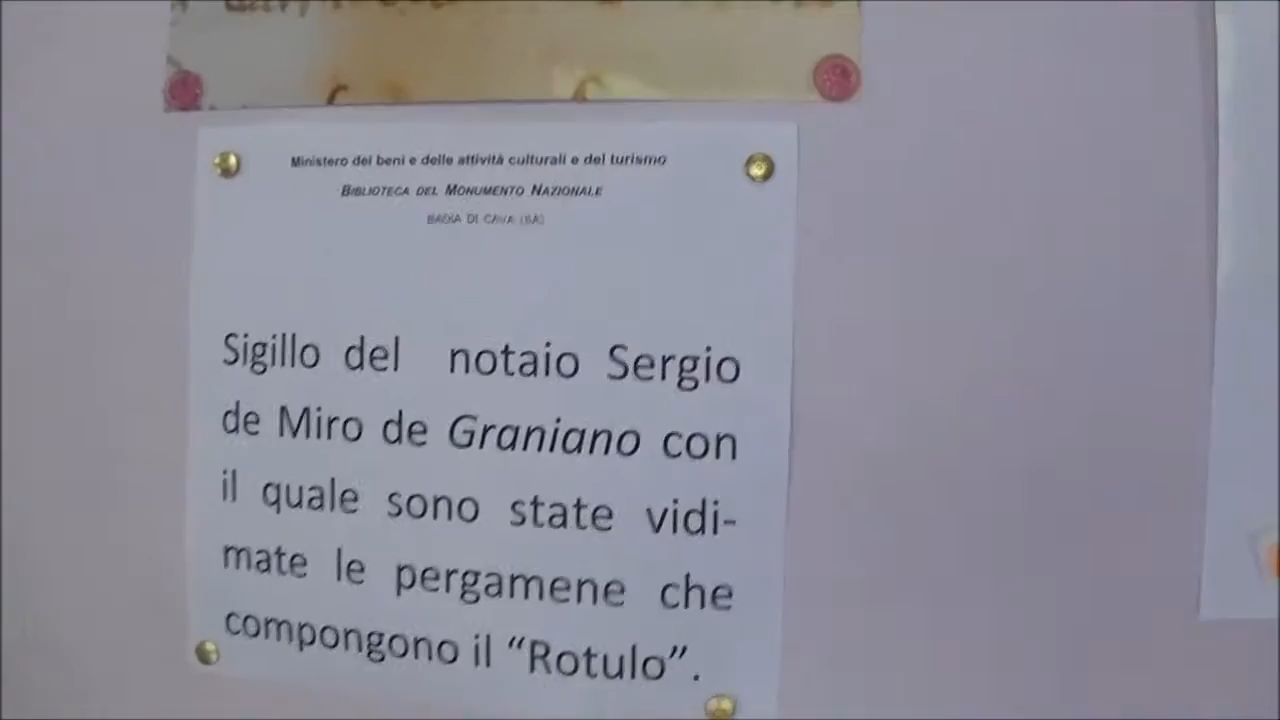 Ministero dei beni e delle attività culturali e del turismo
BIBLIOTECA DEL MONUMENTO NAZIONALE
BADIA DI CAVA (SA)
Sigillo del notaio Sergio
de Miro de Graniano con
il quale sono state vidi-
mate le pergamene che
compongono il “Rotulo”.